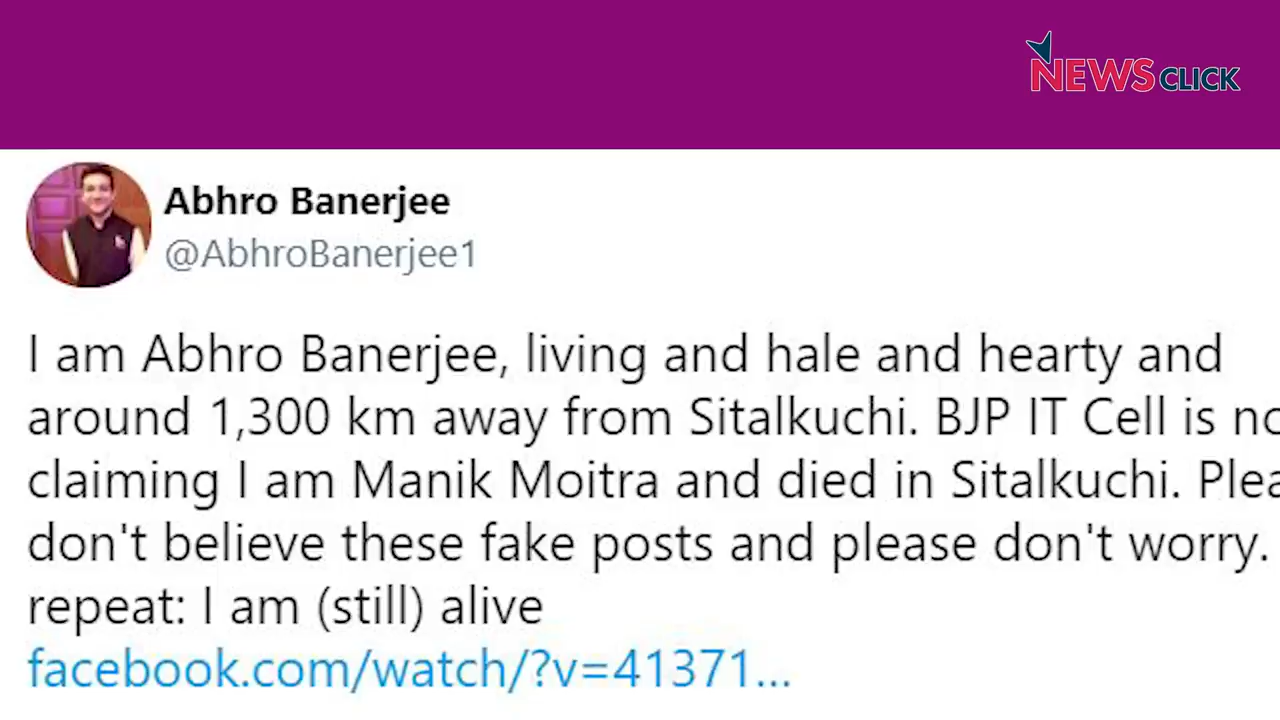 NEWSCLICK
Abhro Banerjee
@AbhroBanerjee1
I am Abhro Banerjee, living and hale and hearty and
around 1,300 km away from Sitalkuchi. BJP IT Cell is
claiming I am Manik Moitra and died in Sitalkuchi.
don't believe these fake posts and please don't worry.
repeat: I am (still) alive
facebook.com/watch/?v=41371...